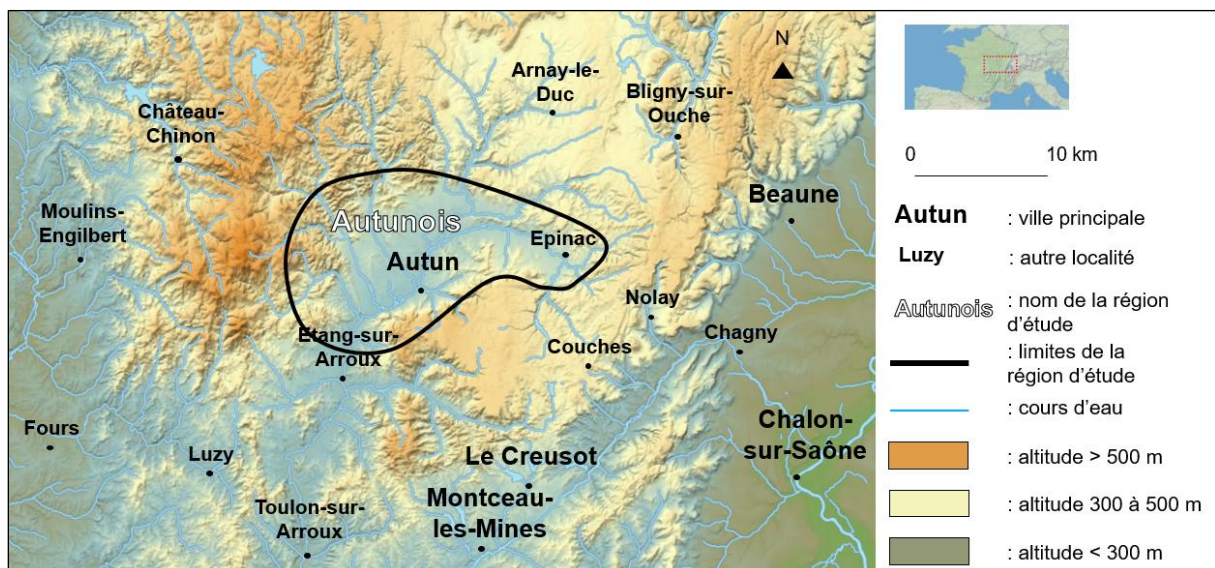 N
Arnay-le-
Duc
Bligny-sur-
Ouche
Château-
Chinon
Beaune
Moulins-
Engilbert
Autunois
Epinac
Autun
Nolay
Etang-sur-
Arroux
Chagny
Couches
Fours
Luzy
Le Creusot
Chalon-
sur-Saône
Toulon-sur-
Arroux
Montceau-
les-Mines
0 10 km
Autun : ville principale
Luzy : autre localité
Autunois : nom de la région
d’étude
: limites de la
région d’étude
: cours d’eau
: altitude > 500 m
: altitude 300 à 500 m
: altitude < 300 m